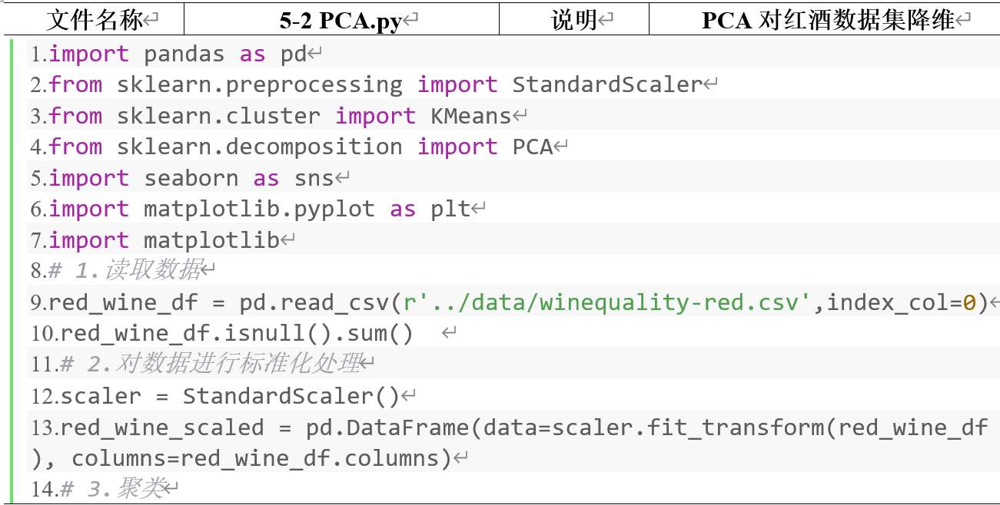 文件名称 5-2 PCA.py 说明 PCA 对红酒数据集降维
1.import pandas as pd
2.from sklearn.preprocessing import StandardScaler
3.from sklearn.cluster import KMeans
4.from sklearn.decomposition import PCA
5.import seaborn as sns
6.import matplotlib.pyplot as plt
7.import matplotlib
8.# 1.读取数据
9.red_wine_df = pd.read_csv(r'../data/winequality-red.csv',index_col=0)
10.red_wine_df.isnull().sum()
11.# 2.对数据进行标准化处理
12.scaler = StandardScaler()
13.red_wine_scaled = pd.DataFrame(data=scaler.fit_transform(red_wine_df
), columns=red_wine_df.columns)
14.# 3.聚类